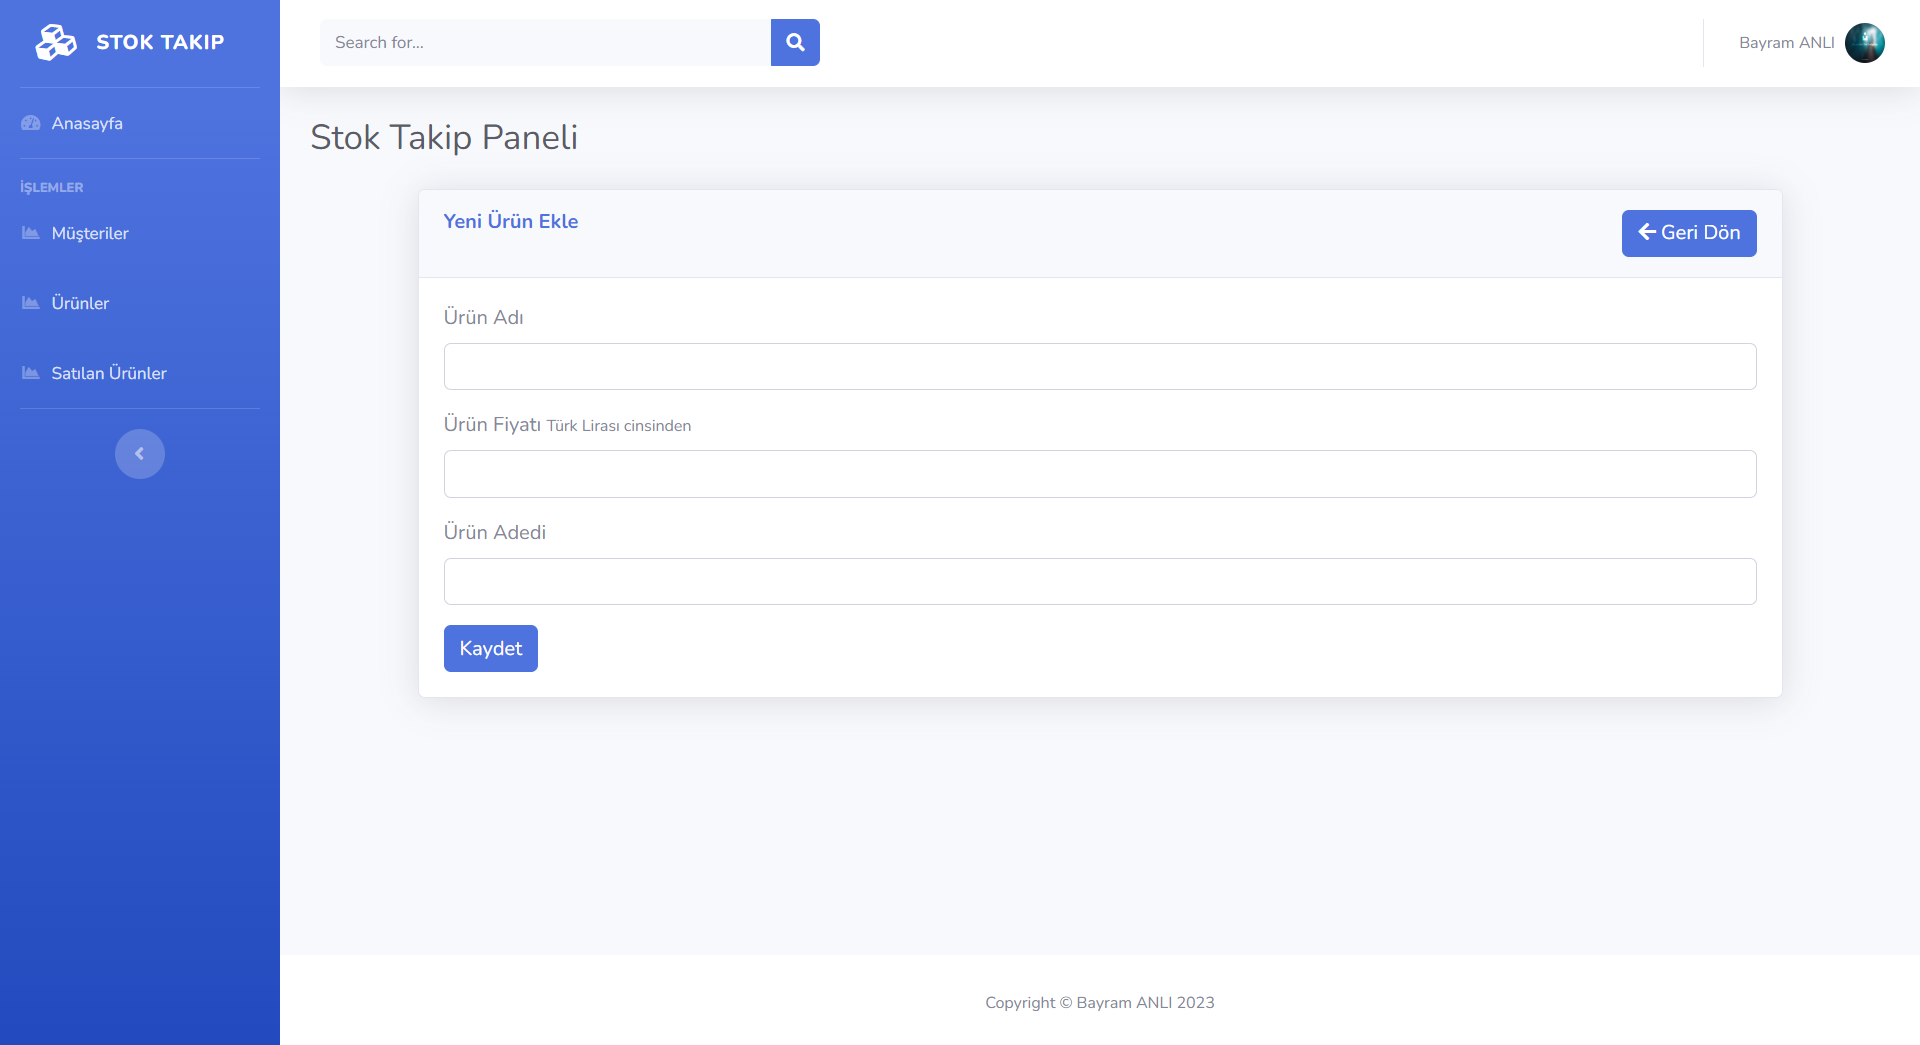 STOK TAKIP
Anasayfa
İŞLEMLER
Müşteriler
Ürünler
Satılan Ürünler
Search for...
Bayram ANLI
Stok Takip Paneli
Yeni Ürün Ekle
Geri Dön
Ürün Adı
Ürün Fiyatı Türk Lirası cinsinden
Ürün Adedi
Kaydet
Copyright © Bayram ANLI 2023